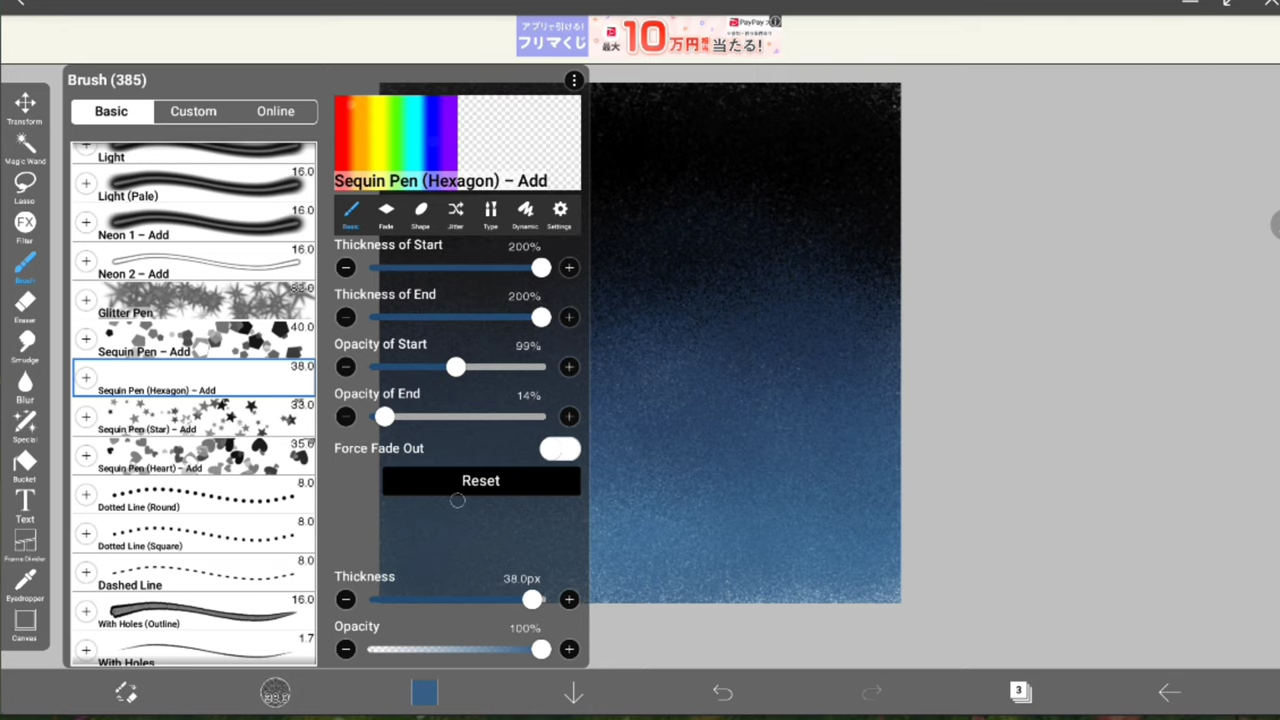 アプリで引ける!
フリマくじ
最大10万円相当当たる!
PayPay
Brush (385)
Basic
Custom
Online
Light
16.0
Light (Pale)
16.0
Neon 1 – Add
16.0
Neon 2 – Add
Glitter Pen
40.0
Sequin Pen – Add
38.0
Sequin Pen (Hexagon) – Add
33.0
Sequin Pen (Star) – Add
35.0
Sequin Pen (Heart) – Add
8.0
Dotted Line (Round)
8.0
Dotted Line (Square)
8.0
Dashed Line
16.0
With Holes (Outline)
1.7
With Holes
Sequin Pen (Hexagon) – Add
Basic
Fade
Shape
Jitter
Type
Dynamic
Settings
Thickness of Start
200%
Thickness of End
200%
Opacity of Start
99%
Opacity of End
14%
Force Fade Out
Reset
Thickness
38.0px
Opacity
100%
Transform
Magic Wand
Lasso
FX
Filter
Brush
Eraser
Smudge
Blur
Special
Bucket
Text
Frame Divider
Eyedropper
Canvas
3